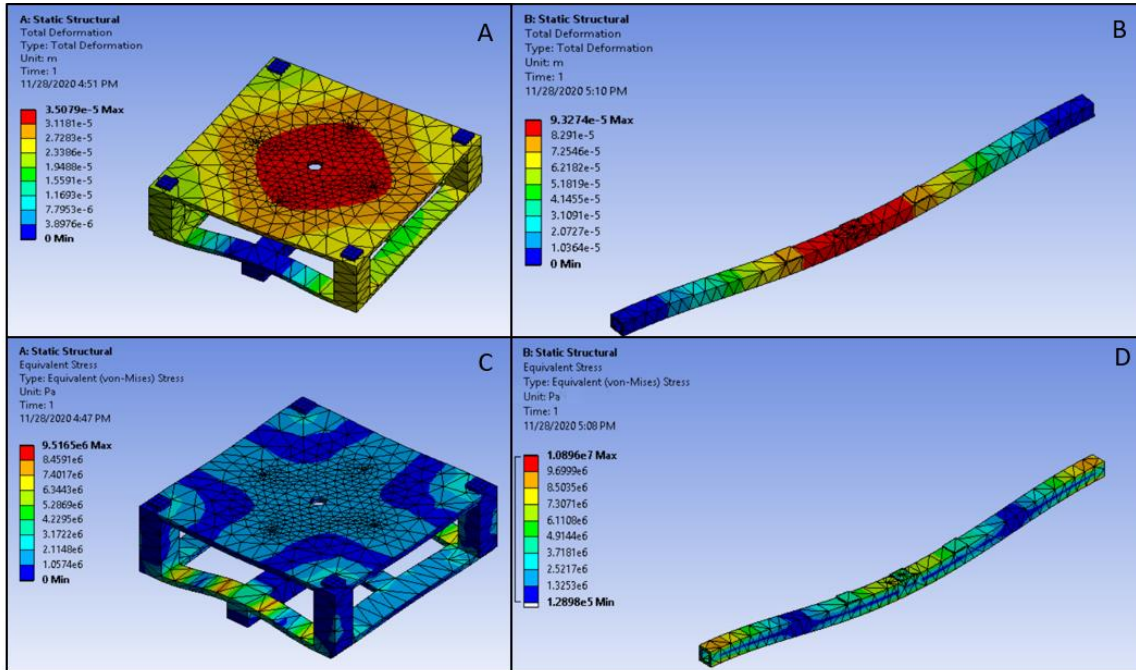 A: Static Structural
Total Deformation
Type: Total Deformation
Unit: m
Time: 1
11/28/2020 4:51 PM
A
3.5079e-5 Max
3.1181e-5
2.7283e-5
2.3386e-5
1.9488e-5
1.5591e-5
1.1693e-5
7.7953e-6
3.8976e-6
0 Min
B: Static Structural
Total Deformation
Type: Total Deformation
Unit: m
Time: 1
11/28/2020 5:10 PM
B
9.3274e-5 Max
8.291e-5
7.2546e-5
6.2182e-5
5.1819e-5
4.1455e-5
3.1091e-5
2.0727e-5
1.0364e-5
0 Min
A: Static Structural
Equivalent Stress
Type: Equivalent (von-Mises) Stress
Unit: Pa
Time: 1
11/28/2020 4:47 PM
C
9.5165e6 Max
8.4591e6
7.4017e6
6.3443e6
5.2869e6
4.2295e6
3.1722e6
2.1148e6
1.0574e6
0 Min
B: Static Structural
Equivalent Stress
Type: Equivalent (von-Mises) Stress
Unit: Pa
Time: 1
11/28/2020 5:08 PM
D
1.0896e7 Max
9.6999e6
8.5035e6
7.3071e6
6.1108e6
4.9144e6
3.7181e6
2.5217e6
1.3253e6
1.2898e5 Min